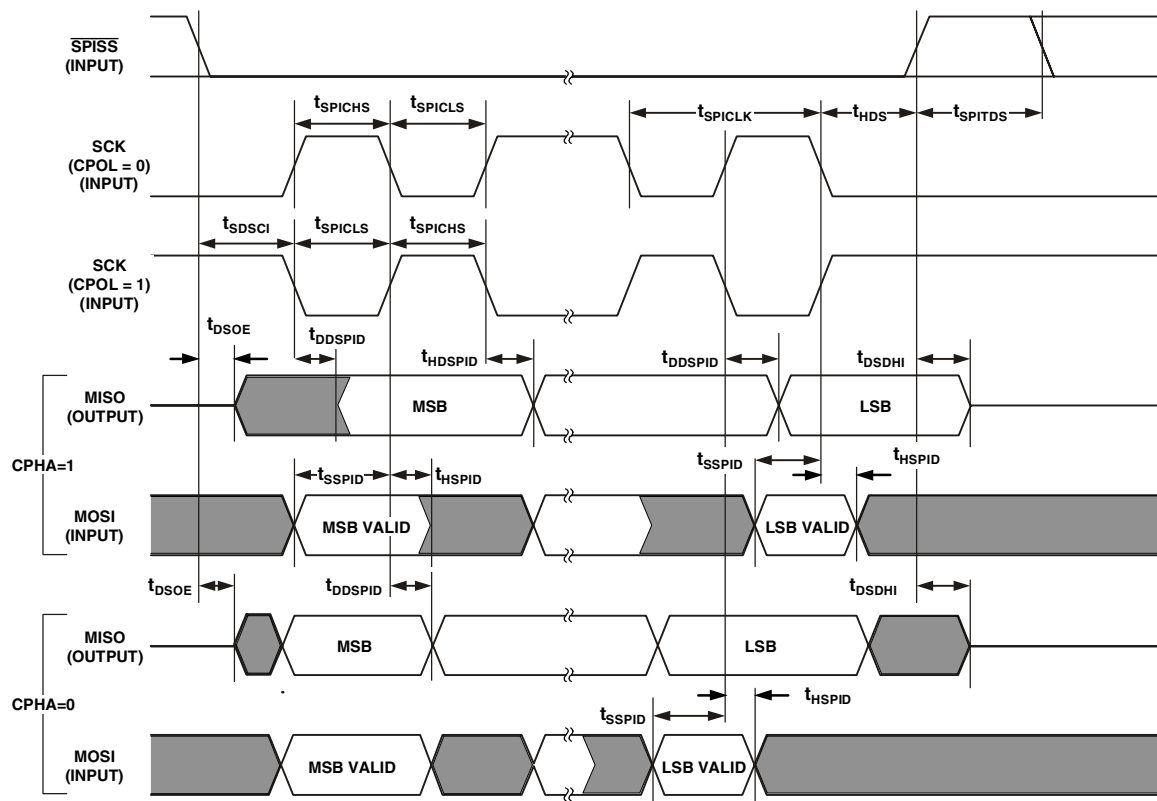 SPISS
(INPUT)
tSPICHS tSPICLS tSPICLK tHDS tSPITDS
SCK
(CPOL = 0)
(INPUT)
tSDSCI tSPICLS tSPICHS
SCK
(CPOL = 1)
(INPUT)
tDSOE tDDSPID tHDSPID tDDSPID tDSDHI
CPHA=1
MISO
(OUTPUT)
MSB LSB
tSSPID tHSPID tSSPID tHSPID
MOSI
(INPUT)
MSB VALID LSB VALID
tDSOE tDDSPID tDSDHI
CPHA=0
MISO
(OUTPUT)
MSB LSB
tSSPID tHSPID
MOSI
(INPUT)
MSB VALID LSB VALID